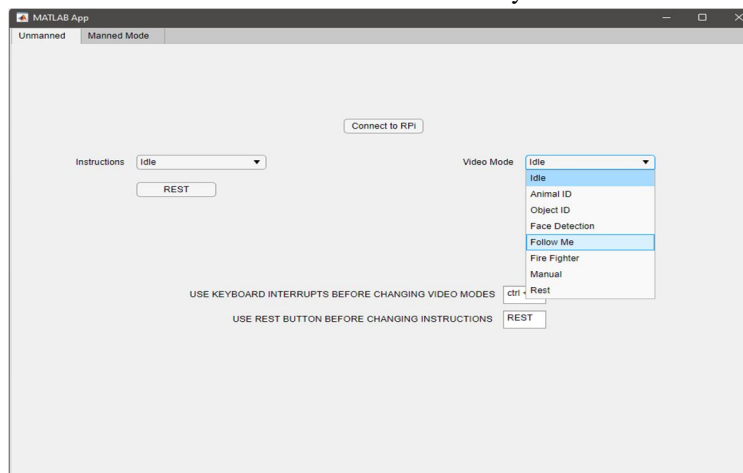 MATLAB App
Unmanned Manned Mode
Connect to RPi
Instructions Idle
Video Mode Idle
REST
Idle
Animal ID
Object ID
Face Detection
Follow Me
Fire Fighter
Manual
Rest
USE KEYBOARD INTERRUPTS BEFORE CHANGING VIDEO MODES ctrl
USE REST BUTTON BEFORE CHANGING INSTRUCTIONS REST